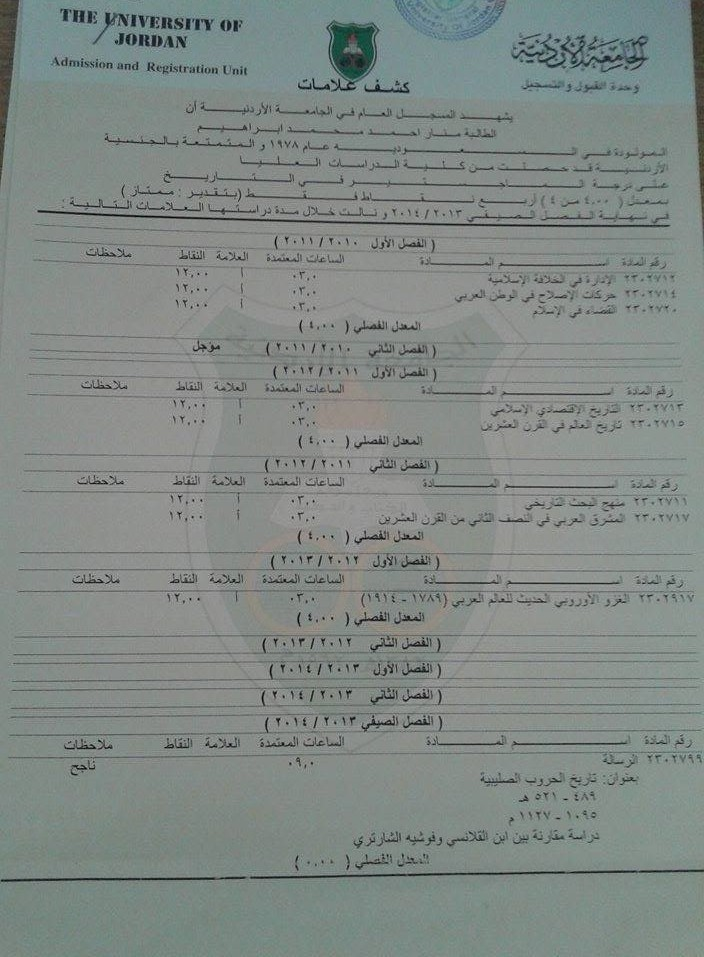 THE UNIVERSITY OF
JORDAN
Admission and Registration Unit
الجامعة الأردنية
وحدة القبول والتسجيل
كشف علامات
يشهد المسجل العام في الجامعة الأردنية أن
الطالبة منار احمد محمد ابراهيم
المولودة في السعوديه عام ١٩٧٨ و المتمتعة بالجنسية
الأردنية قد حصلت من كلية الدراسات العليا
على درجة الماجستير في التاريخ
بمعدل ( ٤,٠٠ من ٤ ) أربع نقاط فقط (بتقدير : ممتاز )
في نهاية الفصل الصيفي ٢٠١٣ / ٢٠١٤ و نالت خلال مدة دراستها العلامات التالية :
( الفصل الأول ٢٠١٠ / ٢٠١١ )
رقم المادة اسم المادة الساعات المعتمدة العلامة النقاط ملاحظات
٢٣٠٢٧١٢ الإدارة في الخلافة الإسلامية ٠٣,٠ أ ١٢,٠٠
٢٣٠٢٧١٤ حركات الإصلاح في الوطن العربي ٠٣,٠ أ ١٢,٠٠
٢٣٠٢٧٢٠ القضاء في الإسلام ٠٣,٠ أ ١٢,٠٠
المعدل الفصلي ( ٤,٠٠ )
( الفصل الثاني ٢٠١٠ / ٢٠١١ ) مؤجل
( الفصل الأول ٢٠١١ / ٢٠١٢ )
رقم المادة اسم المادة الساعات المعتمدة العلامة النقاط ملاحظات
٢٣٠٢٧١٣ التاريخ الإقتصادي الإسلامي ٠٣,٠ أ ١٢,٠٠
٢٣٠٢٧١٥ تاريخ العالم في القرن العشرين ٠٣,٠ أ ١٢,٠٠
المعدل الفصلي ( ٤,٠٠ )
( الفصل الثاني ٢٠١١ / ٢٠١٢ )
رقم المادة اسم المادة الساعات المعتمدة العلامة النقاط ملاحظات
٢٣٠٢٧١١ منهج البحث التاريخي ٠٣,٠ أ ١٢,٠٠
٢٣٠٢٧١٧ المشرق العربي في النصف الثاني من القرن العشرين ٠٣,٠ أ ١٢,٠٠
المعدل الفصلي ( ٤,٠٠ )
( الفصل الأول ٢٠١٢ / ٢٠١٣ )
رقم المادة اسم المادة الساعات المعتمدة العلامة النقاط ملاحظات
٢٣٠٢٩١٧ الغزو الأوروبي الحديث للعالم العربي (١٧٨٩ - ١٩١٤) ٠٣,٠ أ ١٢,٠٠
المعدل الفصلي ( ٤,٠٠ )
( الفصل الثاني ٢٠١٢ / ٢٠١٣ )
( الفصل الأول ٢٠١٣ / ٢٠١٤ )
( الفصل الثاني ٢٠١٣ / ٢٠١٤ )
( الفصل الصيفي ٢٠١٣ / ٢٠١٤ )
رقم المادة اسم المادة الساعات المعتمدة العلامة النقاط ملاحظات
٢٣٠٢٧٩٩ الرسالة ٠٩,٠ ناجح
بعنوان: تاريخ الحروب الصليبية
٤٨٩ - ٥٢١ هـ
١٠٩٥ - ١١٢٧ م
دراسة مقارنة بين ابن القلانسي وفوشيه الشارتري
المعدل الفصلي ( ٠,٠٠ )